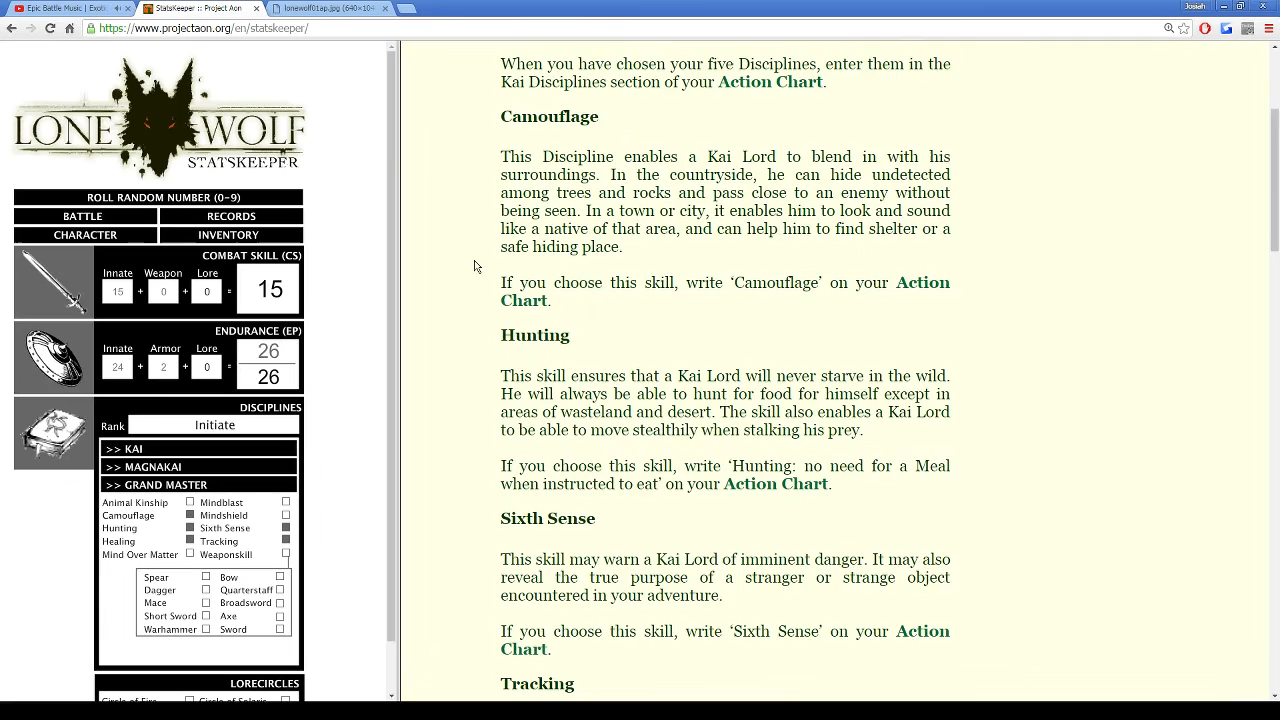 Epic Battle Music | Exoti
StatsKeeper :: Project Aon
lonewolf01ap.jpg (640×104
Josiah
https://www.projectaon.org/en/statskeeper/
LONE WOLF
STATSKEEPER
ROLL RANDOM NUMBER (0-9)
BATTLE RECORDS
CHARACTER INVENTORY
COMBAT SKILL (CS)
Innate Weapon Lore
15 + 0 + 0 = 15
ENDURANCE (EP)
Innate Armor Lore
26
24 + 2 + 0 =
26
DISCIPLINES
Rank Initiate
>> KAI
>> MAGNAKAI
>> GRAND MASTER
Animal Kinship Mindblast
Camouflage Mindshield
Hunting Sixth Sense
Healing Tracking
Mind Over Matter Weaponskill
Spear Bow
Dagger Quarterstaff
Mace Broadsword
Short Sword Axe
Warhammer Sword
LORECIRCLES
Circle of Fire Circle of Solaris
When you have chosen your five Disciplines, enter them in the
Kai Disciplines section of your Action Chart.
Camouflage
This Discipline enables a Kai Lord to blend in with his
surroundings. In the countryside, he can hide undetected
among trees and rocks and pass close to an enemy without
being seen. In a town or city, it enables him to look and sound
like a native of that area, and can help him to find shelter or a
safe hiding place.
If you choose this skill, write ‘Camouflage’ on your Action
Chart.
Hunting
This skill ensures that a Kai Lord will never starve in the wild.
He will always be able to hunt for food for himself except in
areas of wasteland and desert. The skill also enables a Kai Lord
to be able to move stealthily when stalking his prey.
If you choose this skill, write ‘Hunting: no need for a Meal
when instructed to eat’ on your Action Chart.
Sixth Sense
This skill may warn a Kai Lord of imminent danger. It may also
reveal the true purpose of a stranger or strange object
encountered in your adventure.
If you choose this skill, write ‘Sixth Sense’ on your Action
Chart.
Tracking